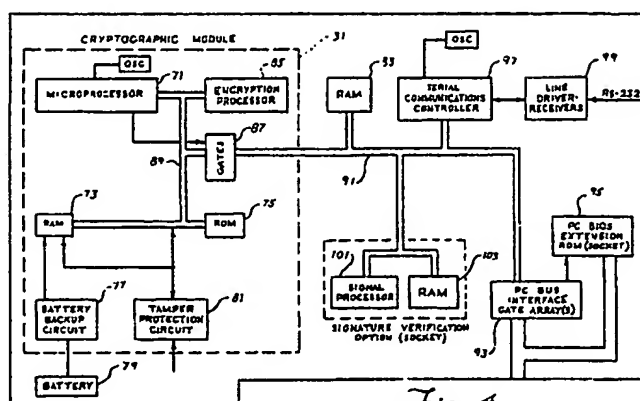 CRYPTOGRAPHIC MODULE
31
OSC
71
MICROPROCESSOR
85
ENCRYPTION
PROCESSOR
87
GATES
89
73
RAM
75
ROM
77
BATTERY
BACKUP
CIRCUIT
81
TAMPER
PROTECTION
CIRCUIT
BATTERY
79
RAM
OSC
97
SERIAL
COMMUNICATIONS
CONTROLLER
99
LINE
DRIVER-
RECEIVERS
RS-232
91
101
SIGNAL
PROCESSOR
RAM
103
SIGNATURE VERIFICATION
OPTION (SOCKET)
95
PC BIOS
EXTENSION
ROM (SOCKET)
PC BUS
INTERFACE
GATE ARRAY(S)
93